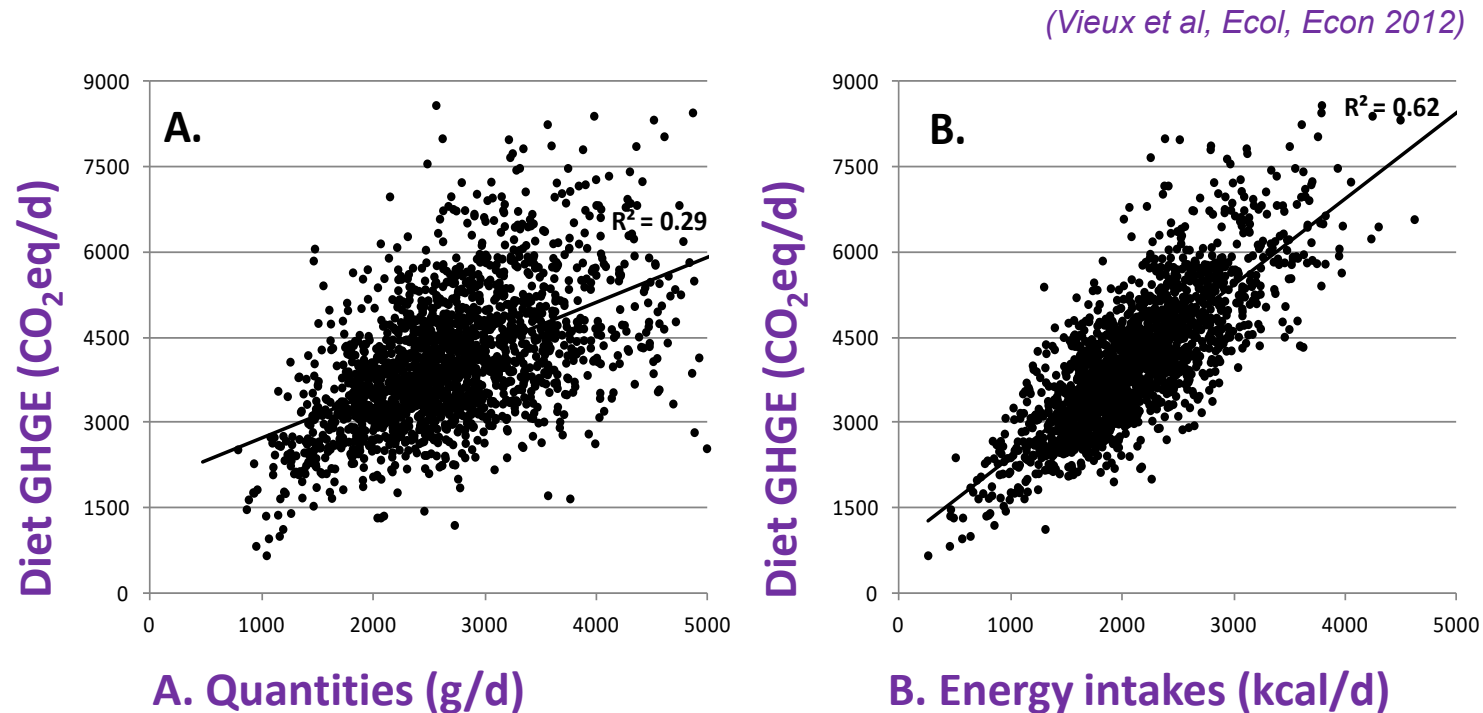 (Vieux et al, Ecol, Econ 2012)
Diet GHGE (CO₂eq/d)
9000
7500
6000
4500
3000
1500
0
A.
R² = 0.29
0 1000 2000 3000 4000 5000
A. Quantities (g/d)
Diet GHGE (CO₂eq/d)
9000
7500
6000
4500
3000
1500
0
B.
R² = 0.62
0 1000 2000 3000 4000 5000
B. Energy intakes (kcal/d)